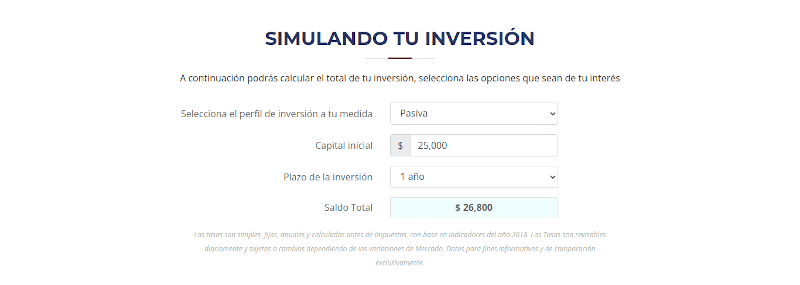 SIMULANDO TU INVERSIÓN
A continuación podrás calcular el total de tu inversión, selecciona las opciones que sean de tu interés
Selecciona el perfil de inversión a tu medida Pasiva
Capital inicial $ 25,000
Plazo de la inversión 1 año
Saldo Total $ 26,800
Las tasas son simples, fijas, anuales y calculadas antes de impuestos, con base en indicadores del año 2018. Las Tasas son revisables
diariamente y sujetas a cambios dependiendo de las variaciones de Mercado. Datos para fines informativos y de comparación
exclusivamente.